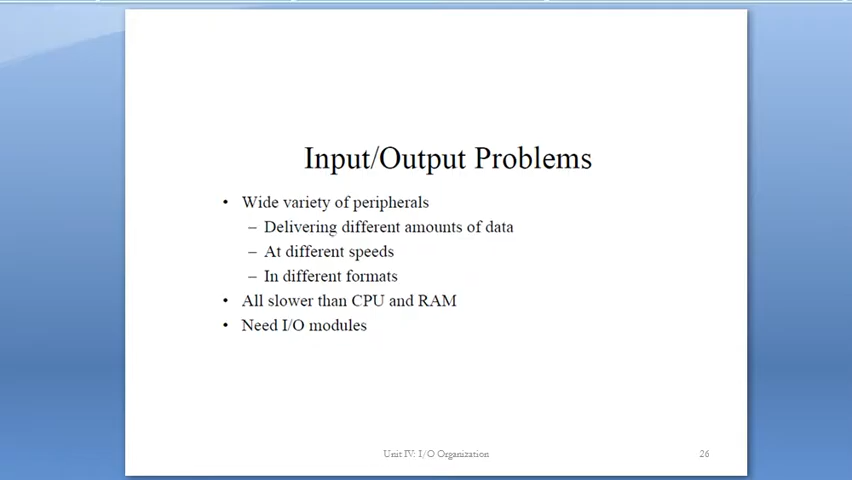 Input/Output Problems
• Wide variety of peripherals
– Delivering different amounts of data
– At different speeds
– In different formats
• All slower than CPU and RAM
• Need I/O modules
Unit IV: I/O Organization 26